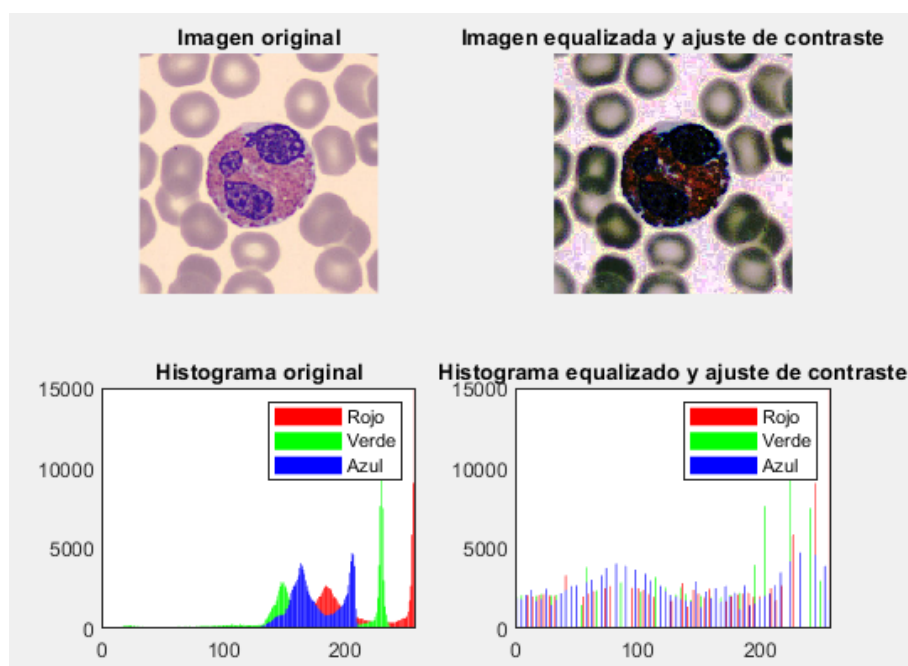 Imagen original
Imagen equalizada y ajuste de contraste
Histograma original
15000
10000
5000
0
0
100
200
Rojo
Verde
Azul
Histograma equalizado y ajuste de contraste
15000
10000
5000
0
0
100
200
Rojo
Verde
Azul